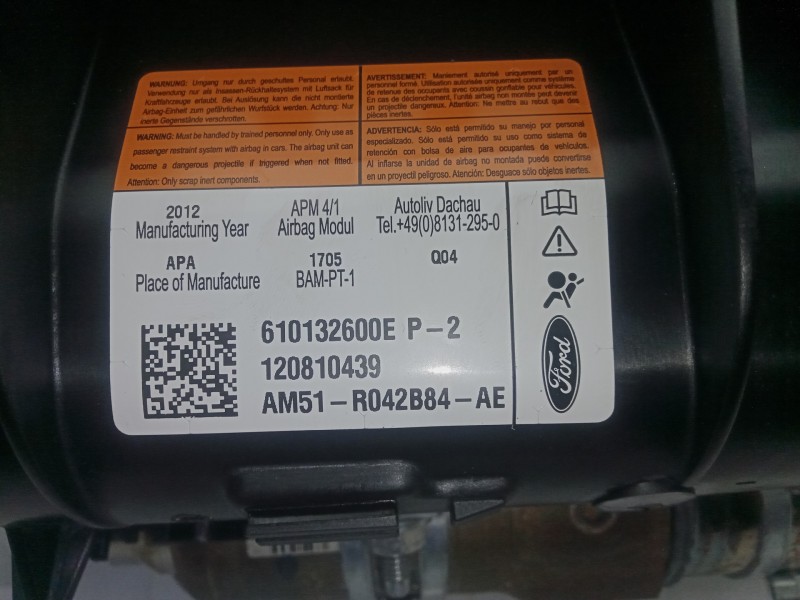 WARNUNG: Umgang nur durch geschultes Personal erlaubt.
Verwendung nur als Insassen-Rückhaltesystem mit Luftsack für
Kraftfahrzeuge erlaubt. Bei Auslösung kann die nicht montierte
Airbag-Einheit zum gefährlichen Wurfstück werden. Achtung: Nur
inerte Gegenstände verschrotten.
AVERTISSEMENT: Maniement autorisé uniquement par un
personnel formé. Utilisation autorisée uniquement comme système
de retenue des occupants avec coussin gonflable pour véhicules.
En cas de déclenchement, l'unité airbag non montée peut devenir
un projectile dangereux. Attention: Ne mettre au rebut que des
pièces inertes.
WARNING: Must be handled by trained personnel only. Only use as
passenger restraint system with airbag in cars. The airbag unit can
become a dangerous projectile if triggered when not fitted.
Attention: Only scrap inert components.
ADVERTENCIA: Sólo está permitido su manejo por personal
especializado. Sólo está permitido su uso como sistema de
retención con bolsa de aire para ocupantes de vehículos.
Al inflarse la unidad de airbag no montada puede convertirse
en un proyectil peligroso. Atención: Desguace sólo objetos inertes.
2012 APM 4/1 Autoliv Dachau
Manufacturing Year Airbag Modul Tel.+49(0)8131-295-0
APA 1705 Q04
Place of Manufacture BAM-PT-1
610132600E P-2
120810439
AM51-R042B84-AE
Ford